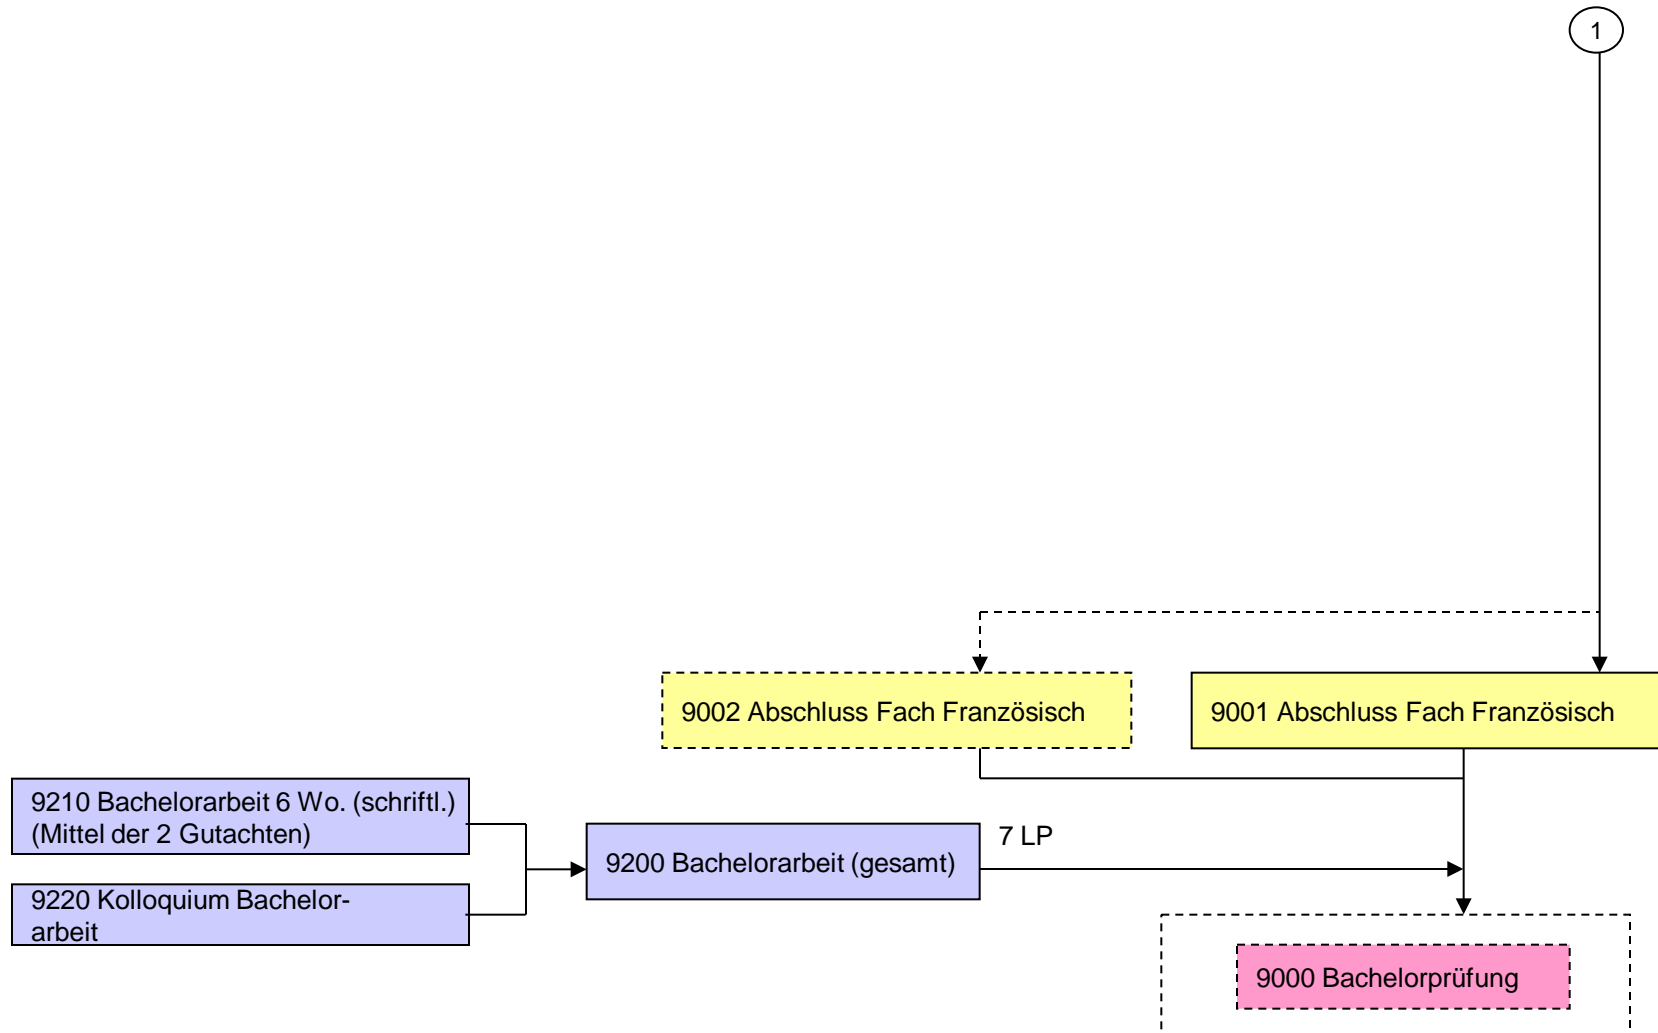 1
9002 Abschluss Fach Französisch
9001 Abschluss Fach Französisch
9210 Bachelorarbeit 6 Wo. (schriftl.)
(Mittel der 2 Gutachten)
7 LP
9200 Bachelorarbeit (gesamt)
9220 Kolloquium Bachelor-
arbeit
9000 Bachelorprüfung